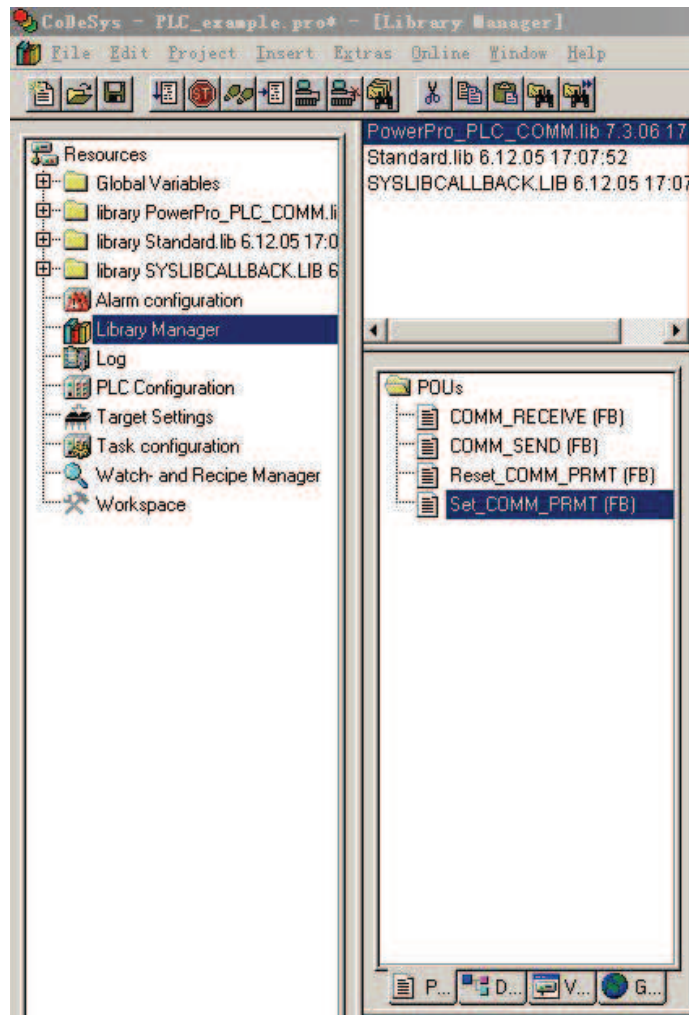 CoDeSys - PLC_example.pro* - [Library Manager]
File Edit Project Insert Extras Online Window Help
Resources
Global Variables
library PowerPro_PLC_COMM.li
library Standard.lib 6.12.05 17:0
library SYSLIBCALLBACK.LIB 6
Alarm configuration
Library Manager
Log
PLC Configuration
Target Settings
Task configuration
Watch- and Recipe Manager
Workspace
PowerPro_PLC_COMM.lib 7.3.06 17
Standard.lib 6.12.05 17:07:52
SYSLIBCALLBACK.LIB 6.12.05 17:07
POUs
COMM_RECEIVE (FB)
COMM_SEND (FB)
Reset_COMM_PRMT (FB)
Set_COMM_PRMT (FB)
P... D... V... G...